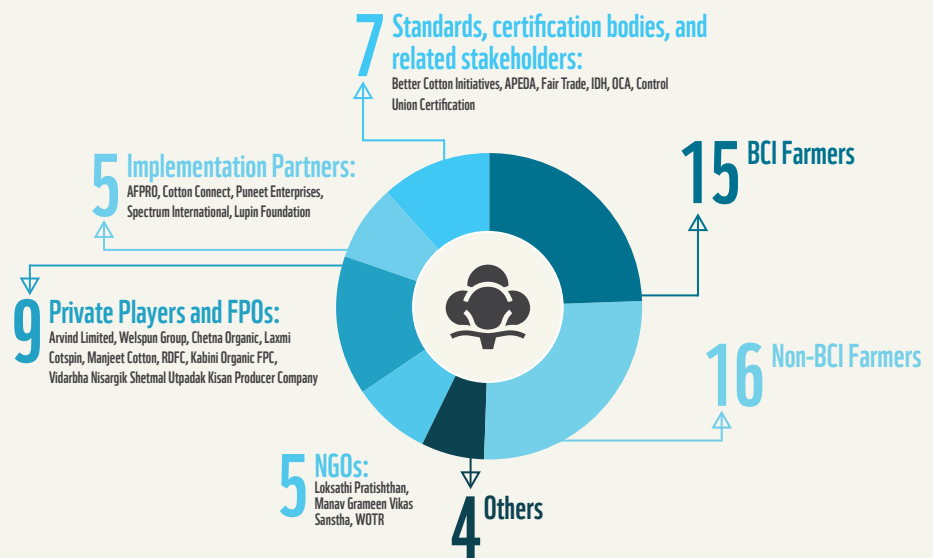 7
Standards, certification bodies, and
related stakeholders:
Better Cotton Initiatives, APEDA, Fair Trade, IDH, OCA, Control
Union Certification
15
BCI Farmers
5
Implementation Partners:
AFPRO, Cotton Connect, Puneet Enterprises,
Spectrum International, Lupin Foundation
9
Private Players and FPOs:
Arvind Limited, Welspun Group, Chetna Organic, Laxmi
Cotspin, Manjeet Cotton, RDFC, Kabini Organic FPC,
Vidarbha Nisargik Shetmal Utpadak Kisan Producer Company
16
Non-BCI Farmers
5
NGOs:
Loksathi Pratishthan,
Manav Grameen Vikas
Sanstha, WOTR
4
Others